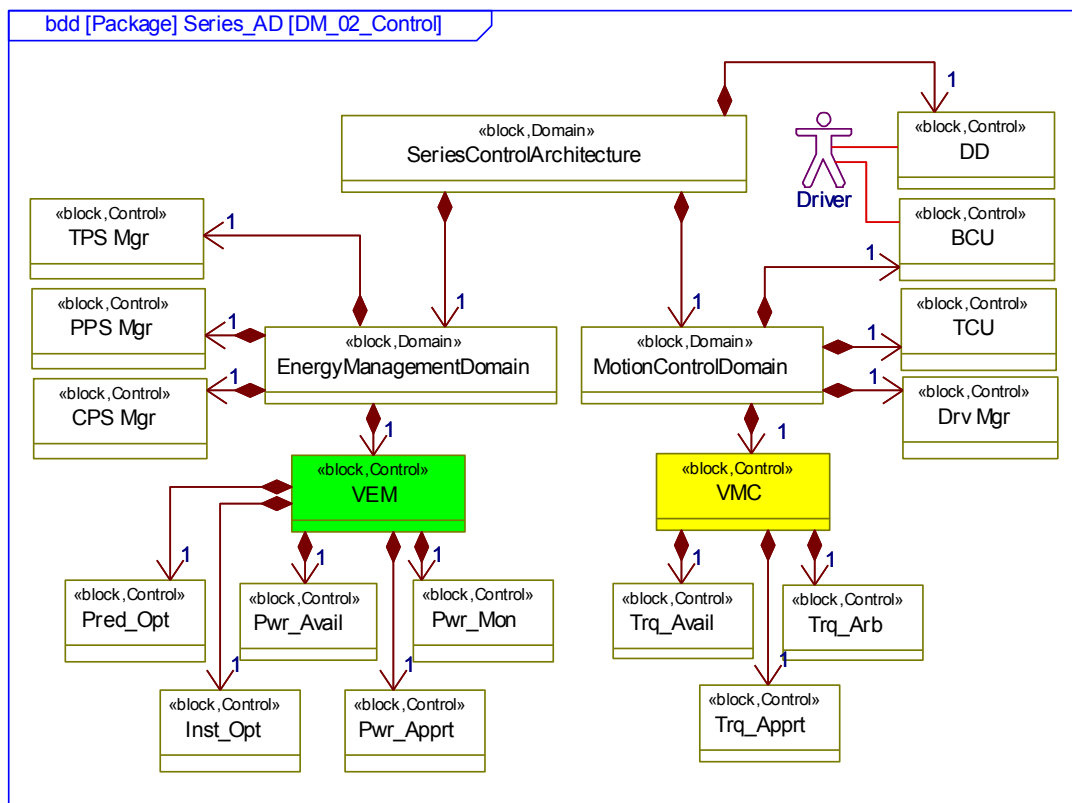 bdd [Package] Series_AD [DM_02_Control]
1
«block,Domain»
SeriesControlArchitecture
«block,Control»
DD
Driver
«block,Control»
TPS Mgr
1
«block,Control»
BCU
1
«block,Control»
PPS Mgr
1
1
1
«block,Control»
TCU
1
«block,Domain»
EnergyManagementDomain
«block,Domain»
MotionControlDomain
«block,Control»
CPS Mgr
1
«block,Control»
Drv Mgr
1
1
1
«block,Control»
VEM
«block,Control»
VMC
1
1
1
1
1
«block,Control»
Pred_Opt
«block,Control»
Pwr_Avail
«block,Control»
Pwr_Mon
«block,Control»
Trq_Avail
«block,Control»
Trq_Arb
1
1
1
«block,Control»
Inst_Opt
«block,Control»
Pwr_Apprt
«block,Control»
Trq_Apprt